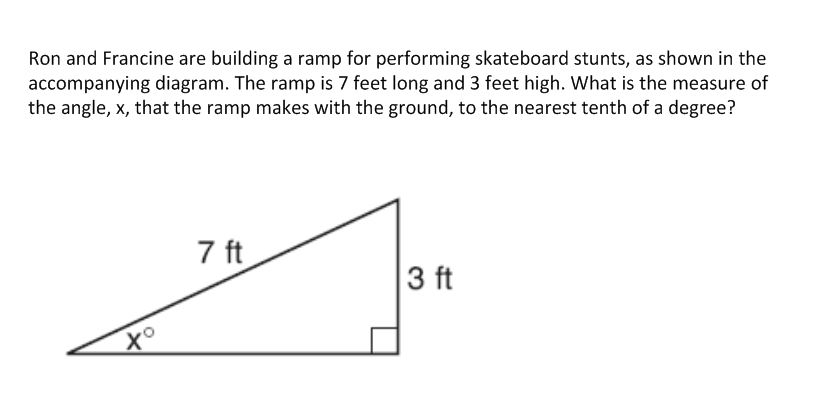 Ron and Francine are building a ramp for performing skateboard stunts, as shown in the
accompanying diagram. The ramp is 7 feet long and 3 feet high. What is the measure of
the angle, x, that the ramp makes with the ground, to the nearest tenth of a degree?
7 ft
3 ft
x°